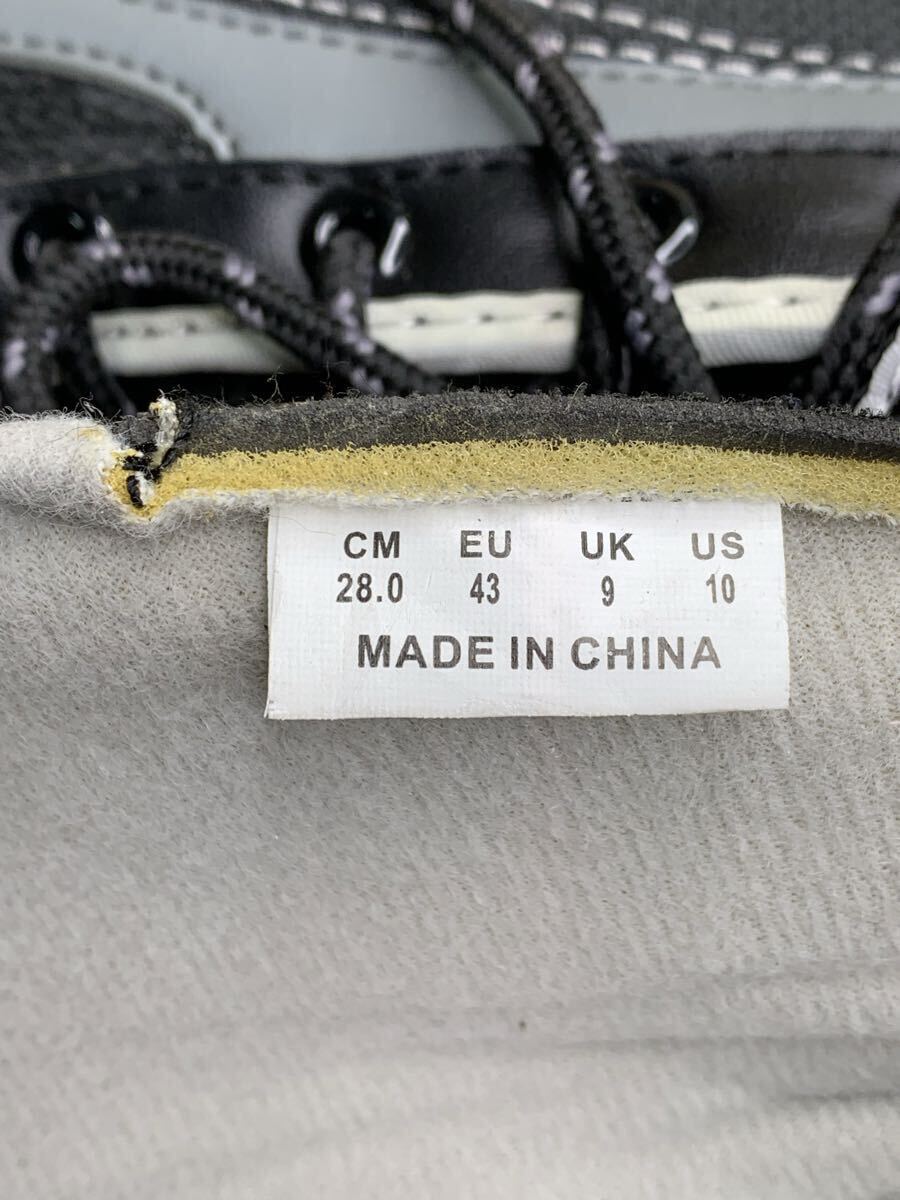 CM EU UK US
28.0 43 9 10
MADE IN CHINA